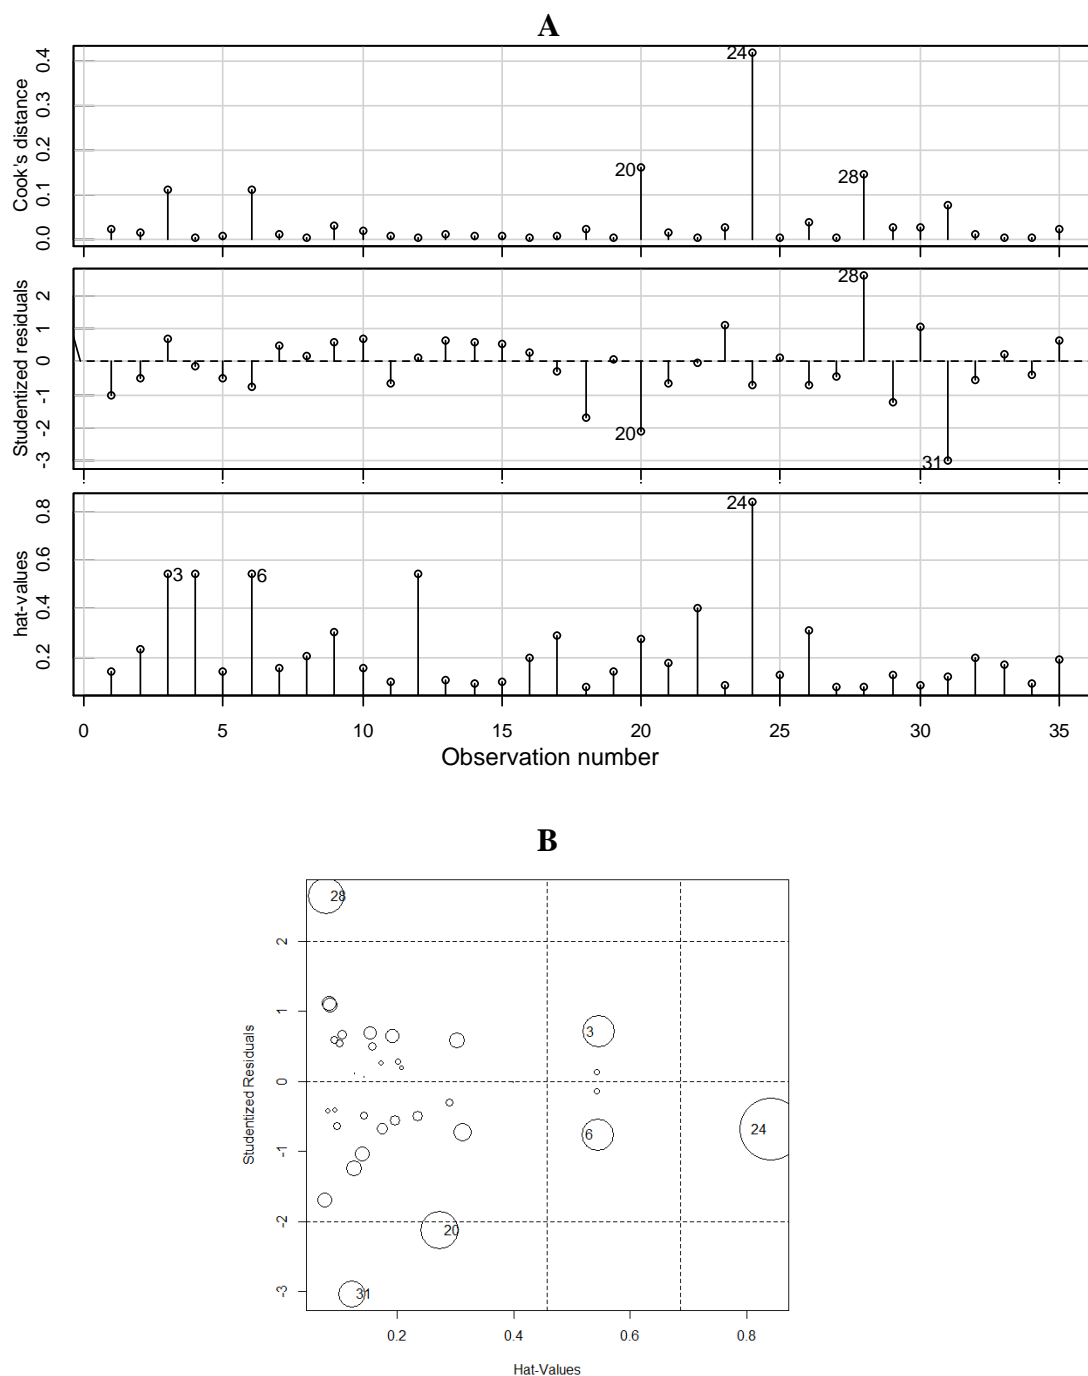 A
Cook's distance
0.0 0.1 0.2 0.3 0.4
20
24
28
Studentized residuals
-3 -2 -1 0 1 2
20
28
31
hat-values
0.2 0.4 0.6 0.8
3
6
24
0 5 10 15 20 25 30 35
Observation number
B
Studentized Residuals
-3 -2 -1 0 1 2
28
3
6
24
20
31
0.2 0.4 0.6 0.8
Hat-Values